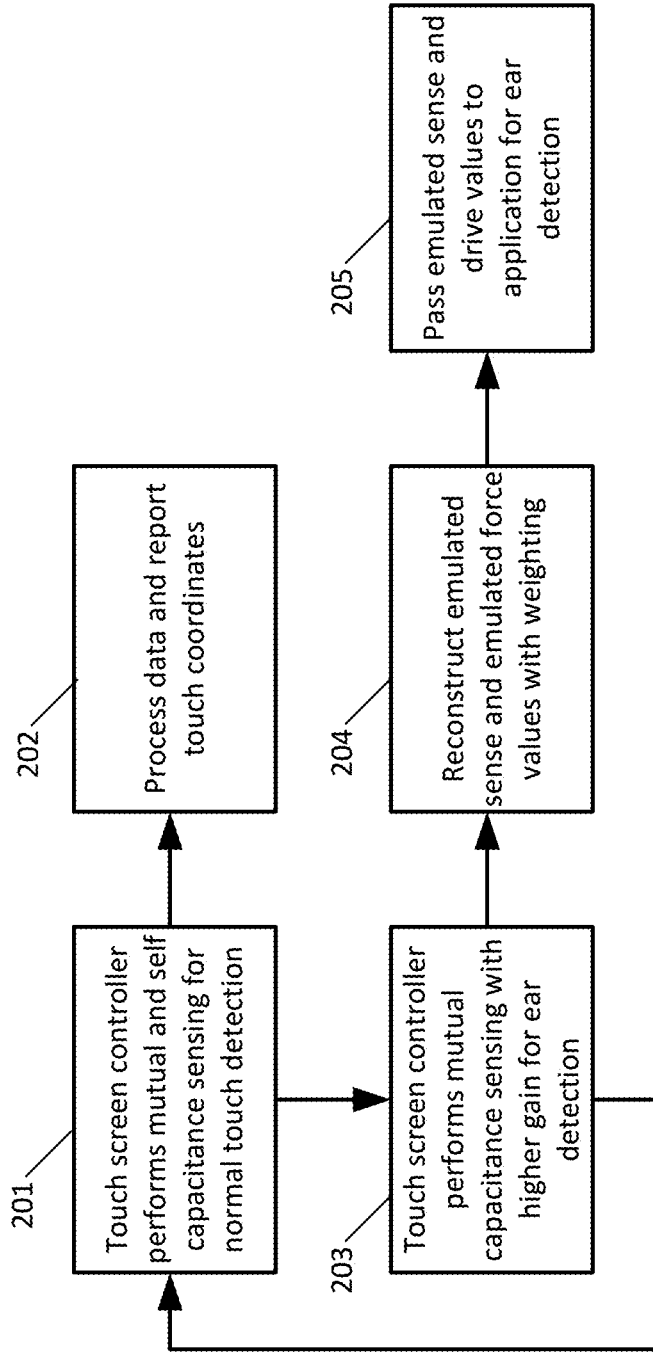 201
Touch screen controller
performs mutual and self
capacitance sensing for
normal touch detection
202
Process data and report
touch coordinates
203
Touch screen controller
performs mutual
capacitance sensing with
higher gain for ear
detection
204
Reconstruct emulated
sense and emulated force
values with weighting
205
Pass emulated sense and
drive values to
application for ear
detection